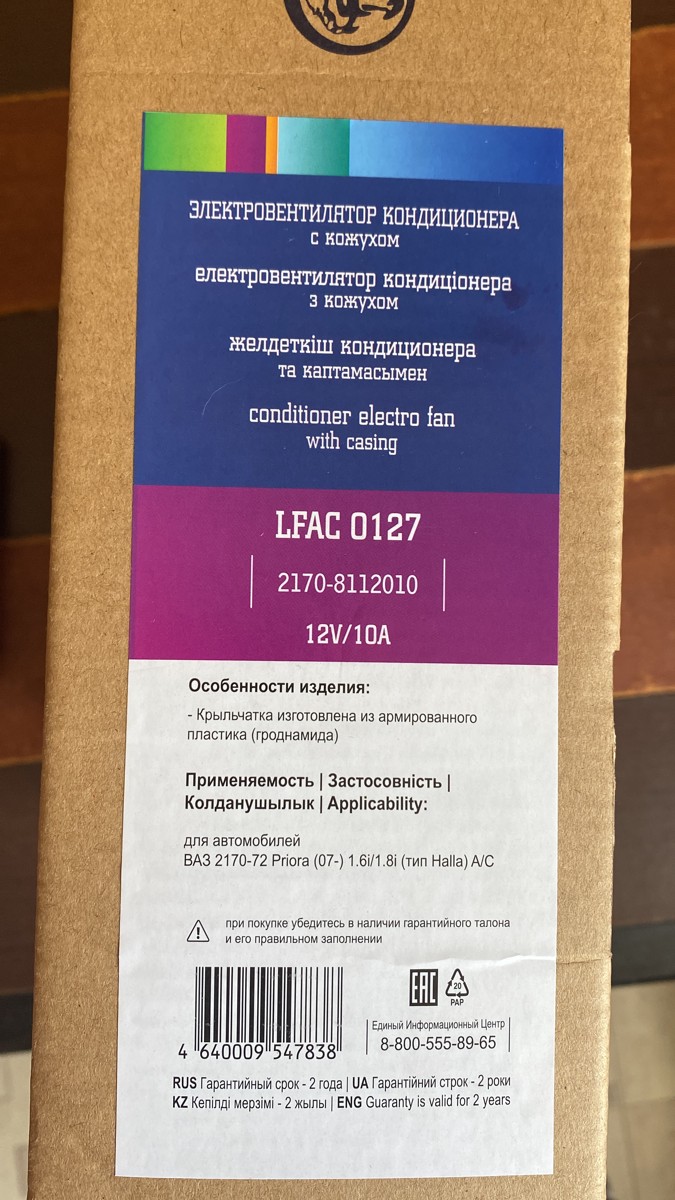 ЭЛЕКТРОВЕНТИЛЯТОР КОНДИЦИОНЕРА
с кожухом
електровентилятор кондиціонера
з кожухом
желдеткіш кондиционера
та каптамасымен
conditioner electro fan
with casing
LFAC 0127
2170-8112010
12V/10A
Особенности изделия:
- Крыльчатка изготовлена из армированного
пластика (гроднамида)
Применяемость | Застосовність |
Колданушылык | Applicability:
для автомобилей
ВАЗ 2170-72 Priora (07-) 1.6i/1.8i (тип Halla) A/C
при покупке убедитесь в наличии гарантийного талона
и его правильном заполнении
EAC
20
PAP
Единый Информационный Центр
8-800-555-89-65
4 640009 547838
RUS Гарантийный срок - 2 года | UA Гарантійний строк - 2 роки
KZ Кепілді мерзімі - 2 жылы | ENG Guaranty is valid for 2 years